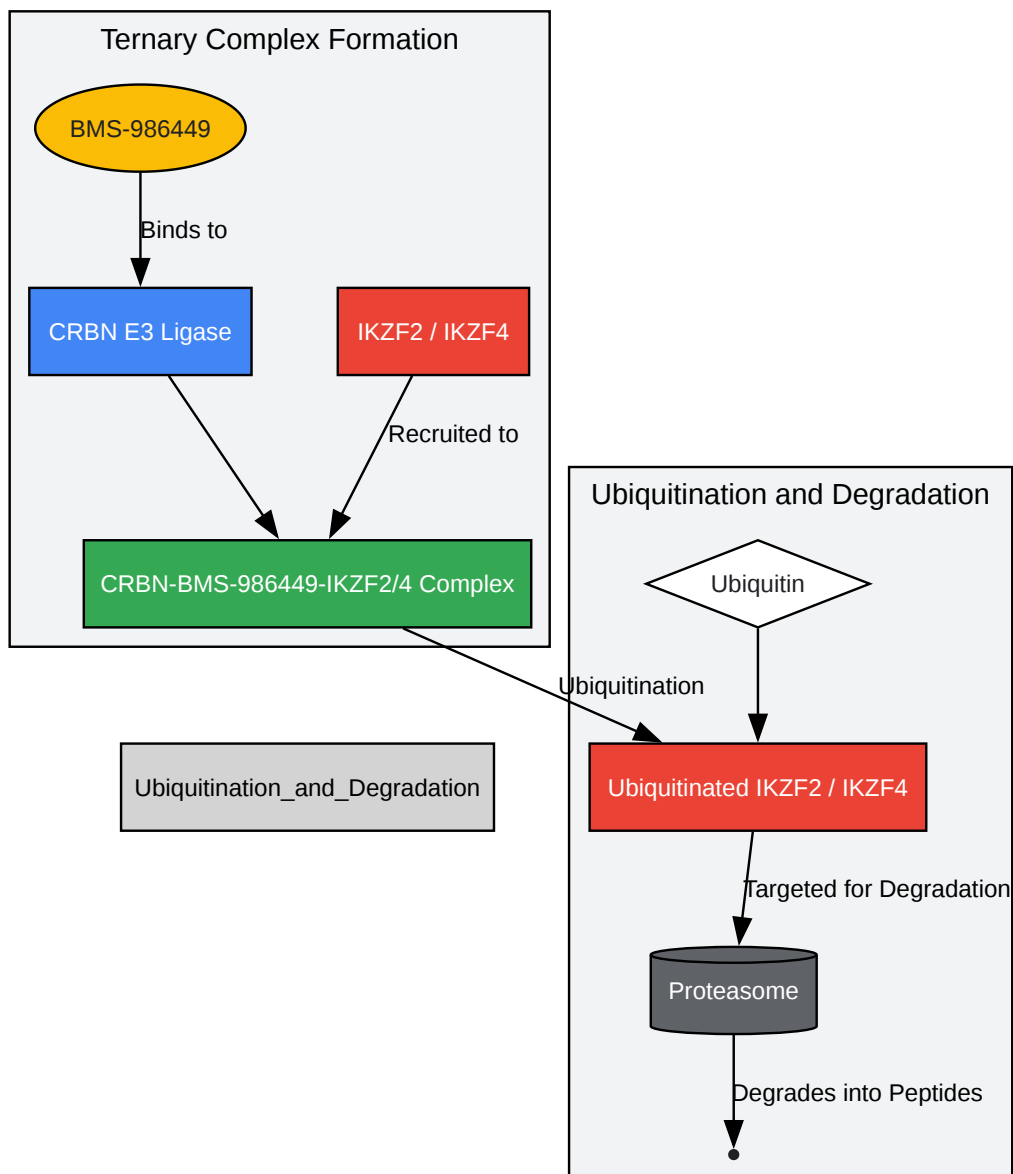 Ternary Complex Formation
BMS-986449
Binds to
CRBN E3 Ligase
IKZF2 / IKZF4
Recruited to
CRBN-BMS-986449-IKZF2/4 Complex
Ubiquitination and Degradation
Ubiquitin
Ubiquitination
Ubiquitination_and_Degradation
Ubiquitinated IKZF2 / IKZF4
Targeted for Degradation
Proteasome
Degrades into Peptides